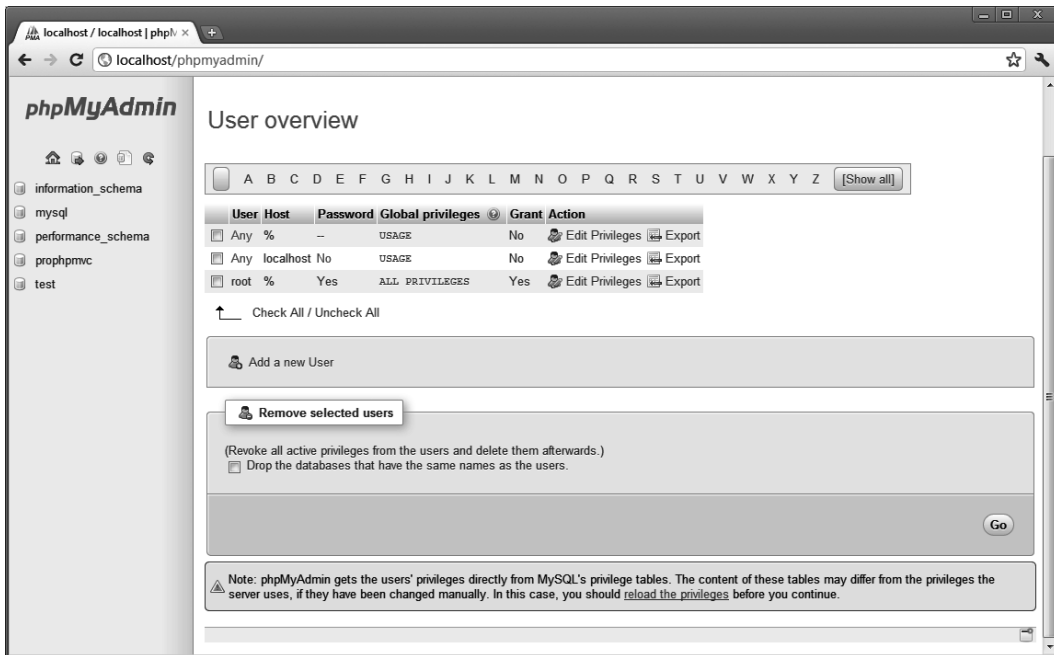 localhost / localhost | phpM
localhost/phpmyadmin/
phpMyAdmin
information_schema
mysql
performance_schema
prophpmvc
test
User overview
A B C D E F G H I J K L M N O P Q R S T U V W X Y Z [Show all]
User Host Password Global privileges Grant Action
Any % -- USAGE No Edit Privileges Export
Any localhost No USAGE No Edit Privileges Export
root % Yes ALL PRIVILEGES Yes Edit Privileges Export
Check All / Uncheck All
Add a new User
Remove selected users
(Revoke all active privileges from the users and delete them afterwards.)
Drop the databases that have the same names as the users.
Go
Note: phpMyAdmin gets the users' privileges directly from MySQL's privilege tables. The content of these tables may differ from the privileges the
server uses, if they have been changed manually. In this case, you should reload the privileges before you continue.